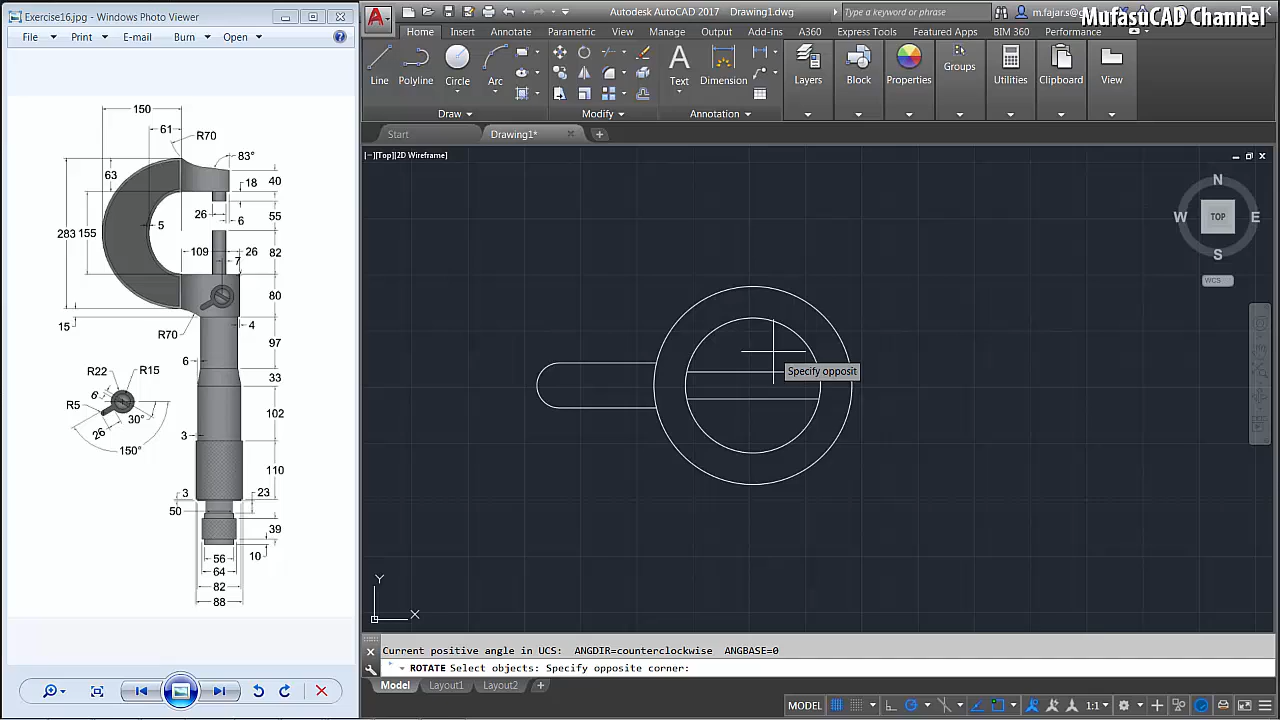 Exercise16.jpg - Windows Photo Viewer
File
Print
E-mail
Burn
Open
150
61
R70
83°
63
18
40
26
6
55
283
155
5
109
26
82
7
80
15
R70
4
97
6
33
R22
R15
6
R5
30°
26
150°
102
3
110
3
23
50
39
56
10
64
82
88
Autodesk AutoCAD 2017 Drawing1.dwg
Type a keyword or phrase
m.fajar.s@
MufasuCAD Channel
Home
Insert
Annotate
Parametric
View
Manage
Output
Add-ins
A360
Express Tools
Featured Apps
BIM 360
Performance
Line
Polyline
Circle
Arc
Text
Dimension
Layers
Block
Properties
Groups
Utilities
Clipboard
View
Draw
Modify
Annotation
Start
Drawing1*
[−][Top][2D Wireframe]
N
W
TOP
E
S
WCS
Specify opposit
Y
X
Current positive angle in UCS: ANGDIR=counterclockwise ANGBASE=0
ROTATE Select objects: Specify opposite corner:
Model
Layout1
Layout2
MODEL
1:1